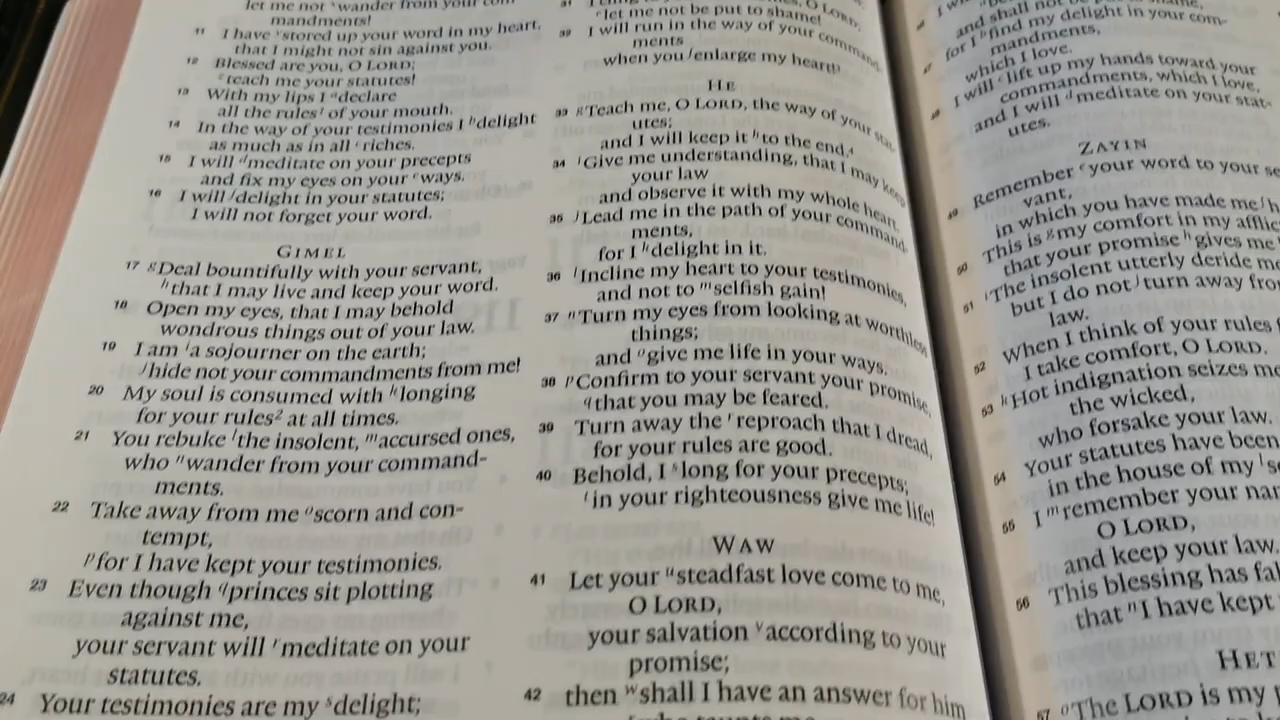 let me not wander from your com-
mandments!
11 I have stored up your word in my heart,
that I might not sin against you.
12 Blessed are you, O LORD;
teach me your statutes!
13 With my lips I declare
all the rules of your mouth.
14 In the way of your testimonies I delight
as much as in all riches.
15 I will meditate on your precepts
and fix my eyes on your ways.
16 I will delight in your statutes;
I will not forget your word.
GIMEL
17 Deal bountifully with your servant,
that I may live and keep your word.
18 Open my eyes, that I may behold
wondrous things out of your law.
19 I am a sojourner on the earth;
hide not your commandments from me!
20 My soul is consumed with longing
for your rules² at all times.
21 You rebuke the insolent, accursed ones,
who wander from your command-
ments.
22 Take away from me scorn and con-
tempt,
for I have kept your testimonies.
23 Even though princes sit plotting
against me,
your servant will meditate on your
statutes.
24 Your testimonies are my delight;
O LORD;
let me not be put to shame!
32 I will run in the way of your command-
ments
when you enlarge my heart!
HE
33 Teach me, O LORD, the way of your stat-
utes;
and I will keep it to the end.
34 Give me understanding, that I may keep
your law
and observe it with my whole heart.
35 Lead me in the path of your command-
ments,
for I delight in it.
36 Incline my heart to your testimonies,
and not to selfish gain!
37 Turn my eyes from looking at worthless
things;
and give me life in your ways.
38 Confirm to your servant your promise,
that you may be feared.
39 Turn away the reproach that I dread,
for your rules are good.
40 Behold, I long for your precepts;
in your righteousness give me life!
WAW
41 Let your steadfast love come to me,
O LORD,
your salvation according to your
promise;
42 then shall I have an answer for him
and shall not be put to shame,
for I find my delight in your com-
mandments,
which I love.
48 I will lift up my hands toward your
commandments, which I love,
and I will meditate on your stat-
utes.
ZAYIN
49 Remember your word to your se
vant,
in which you have made me h
50 This is my comfort in my afflic
that your promise gives me
51 The insolent utterly deride me
but I do not turn away fro
law.
52 When I think of your rules
I take comfort, O LORD.
53 Hot indignation seizes me
the wicked,
who forsake your law.
54 Your statutes have been
in the house of my so
55 I remember your nam
O LORD,
and keep your law.
56 This blessing has fal
that I have kept
HET
57 The LORD is my